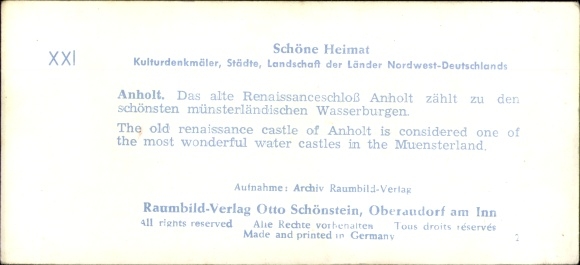 XXI
Schöne Heimat
Kulturdenkmäler, Städte, Landschaft der Länder Nordwest-Deutschlands
Anholt. Das alte Renaissanceschloß Anholt zählt zu den
schönsten münsterländischen Wasserburgen.
The old renaissance castle of Anholt is considered one of
the most wonderful water castles in the Muensterland.
Aufnahme: Archiv Raumbild-Verlag
Raumbild-Verlag Otto Schönstein, Oberaudorf am Inn
All rights reserved Alle Rechte vorbehalten Tous droits réservés
Made and printed in Germany